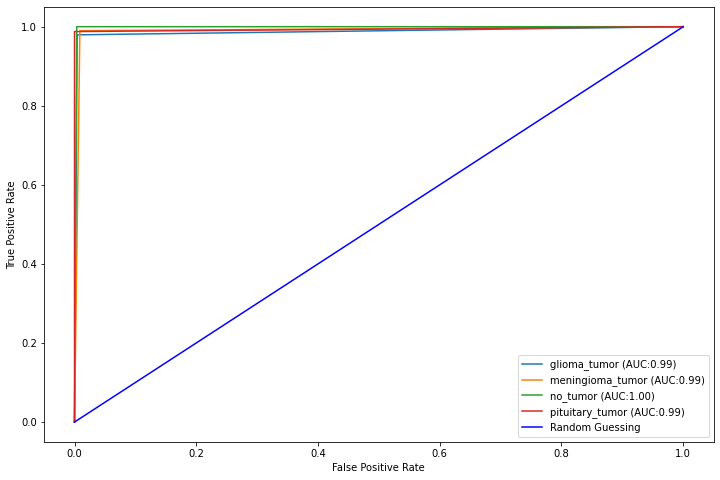 1.0
0.8
0.6
0.4
0.2
0.0
True Positive Rate
0.0 0.2 0.4 0.6 0.8 1.0
False Positive Rate
glioma_tumor (AUC:0.99)
meningioma_tumor (AUC:0.99)
no_tumor (AUC:1.00)
pituitary_tumor (AUC:0.99)
Random Guessing